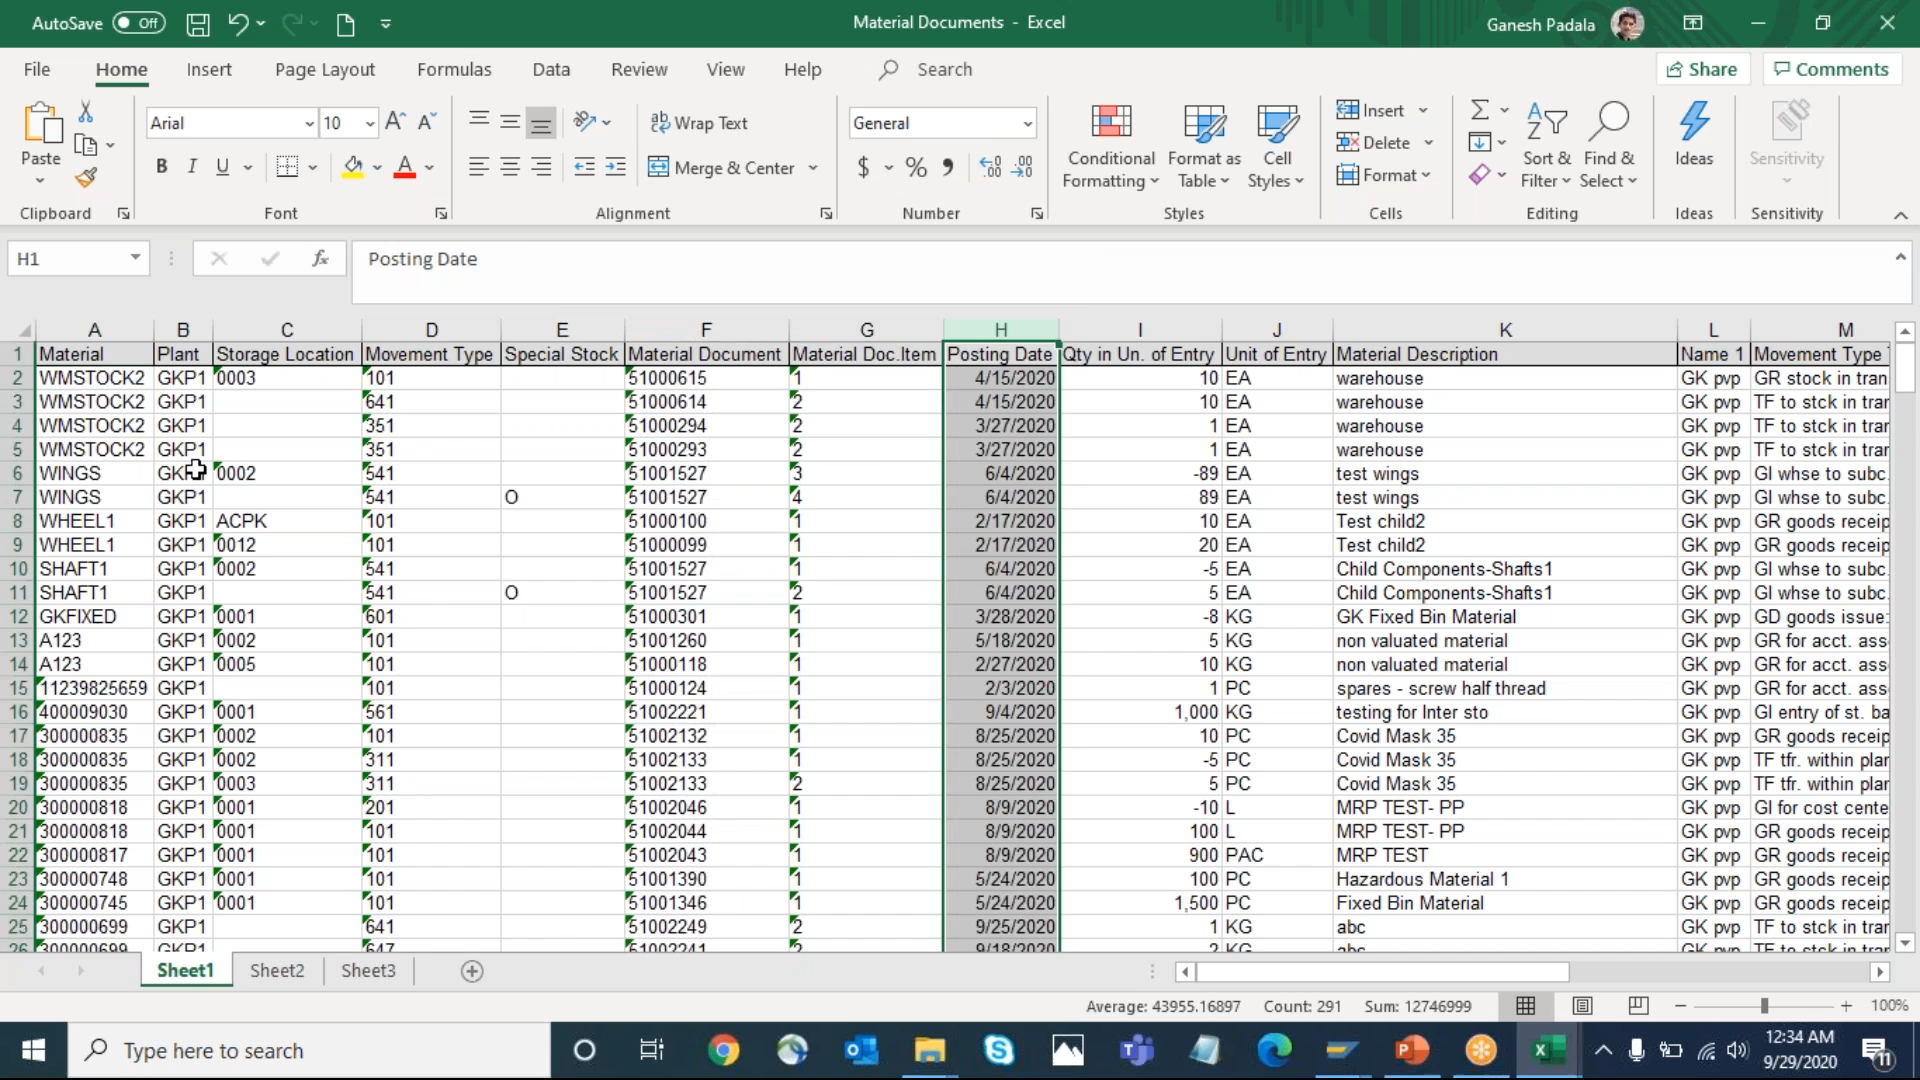 AutoSave Off Material Documents - Excel Ganesh Padala
File Home Insert Page Layout Formulas Data Review View Help Search Share Comments
Arial 10 Wrap Text General Insert
Paste B I U Merge & Center $ % Conditional Formatting Format as Table Cell Styles Delete Format Sort & Filter Find & Select Ideas Sensitivity
Clipboard Font Alignment Number Styles Cells Editing Ideas Sensitivity
H1 fx Posting Date
A B C D E F G H I J K L M
1 Material Plant Storage Location Movement Type Special Stock Material Document Material Doc.Item Posting Date Qty in Un. of Entry Unit of Entry Material Description Name 1 Movement Type
2 WMSTOCK2 GKP1 0003 101 51000615 1 4/15/2020 10 EA warehouse GK pvp GR stock in tran
3 WMSTOCK2 GKP1 641 51000614 2 4/15/2020 10 EA warehouse GK pvp TF to stck in tran
4 WMSTOCK2 GKP1 351 51000294 2 3/27/2020 1 EA warehouse GK pvp TF to stck in tran
5 WMSTOCK2 GKP1 351 51000293 2 3/27/2020 1 EA warehouse GK pvp TF to stck in tran
6 WINGS GKP 0002 541 51001527 3 6/4/2020 -89 EA test wings GK pvp GI whse to subc.
7 WINGS GKP1 541 O 51001527 4 6/4/2020 89 EA test wings GK pvp GI whse to subc.
8 WHEEL1 GKP1 ACPK 101 51000100 1 2/17/2020 10 EA Test child2 GK pvp GR goods receip
9 WHEEL1 GKP1 0012 101 51000099 1 2/17/2020 20 EA Test child2 GK pvp GR goods receip
10 SHAFT1 GKP1 0002 541 51001527 1 6/4/2020 -5 EA Child Components-Shafts1 GK pvp GI whse to subc.
11 SHAFT1 GKP1 541 O 51001527 2 6/4/2020 5 EA Child Components-Shafts1 GK pvp GI whse to subc.
12 GKFIXED GKP1 0001 601 51000301 1 3/28/2020 -8 KG GK Fixed Bin Material GK pvp GD goods issue:
13 A123 GKP1 0002 101 51001260 1 5/18/2020 5 KG non valuated material GK pvp GR for acct. ass
14 A123 GKP1 0005 101 51000118 1 2/27/2020 10 KG non valuated material GK pvp GR for acct. ass
15 11239825659 GKP1 101 51000124 1 2/3/2020 1 PC spares - screw half thread GK pvp GR for acct. ass
16 400009030 GKP1 0001 561 51002221 1 9/4/2020 1,000 KG testing for Inter sto GK pvp GI entry of st. ba
17 300000835 GKP1 0002 101 51002132 1 8/25/2020 10 PC Covid Mask 35 GK pvp GR goods receip
18 300000835 GKP1 0002 311 51002133 1 8/25/2020 -5 PC Covid Mask 35 GK pvp TF tfr. within plar
19 300000835 GKP1 0003 311 51002133 2 8/25/2020 5 PC Covid Mask 35 GK pvp TF tfr. within plar
20 300000818 GKP1 0001 201 51002046 1 8/9/2020 -10 L MRP TEST- PP GK pvp GI for cost cente
21 300000818 GKP1 0001 101 51002044 1 8/9/2020 100 L MRP TEST- PP GK pvp GR goods receip
22 300000817 GKP1 0001 101 51002043 1 8/9/2020 900 PAC MRP TEST GK pvp GR goods receip
23 300000748 GKP1 0001 101 51001390 1 5/24/2020 100 PC Hazardous Material 1 GK pvp GR goods receip
24 300000745 GKP1 0001 101 51001346 1 5/24/2020 1,500 PC Fixed Bin Material GK pvp GR goods receip
25 300000699 GKP1 641 51002249 2 9/25/2020 1 KG abc GK pvp TF to stck in tran
26 300000699 GKP1 647 51002241 2 9/18/2020 2 KG abc GK pvp TF to stck in tran
Sheet1 Sheet2 Sheet3
Average: 43955.16897 Count: 291 Sum: 12746999 100%
Type here to search 12:34 AM
9/29/2020 11